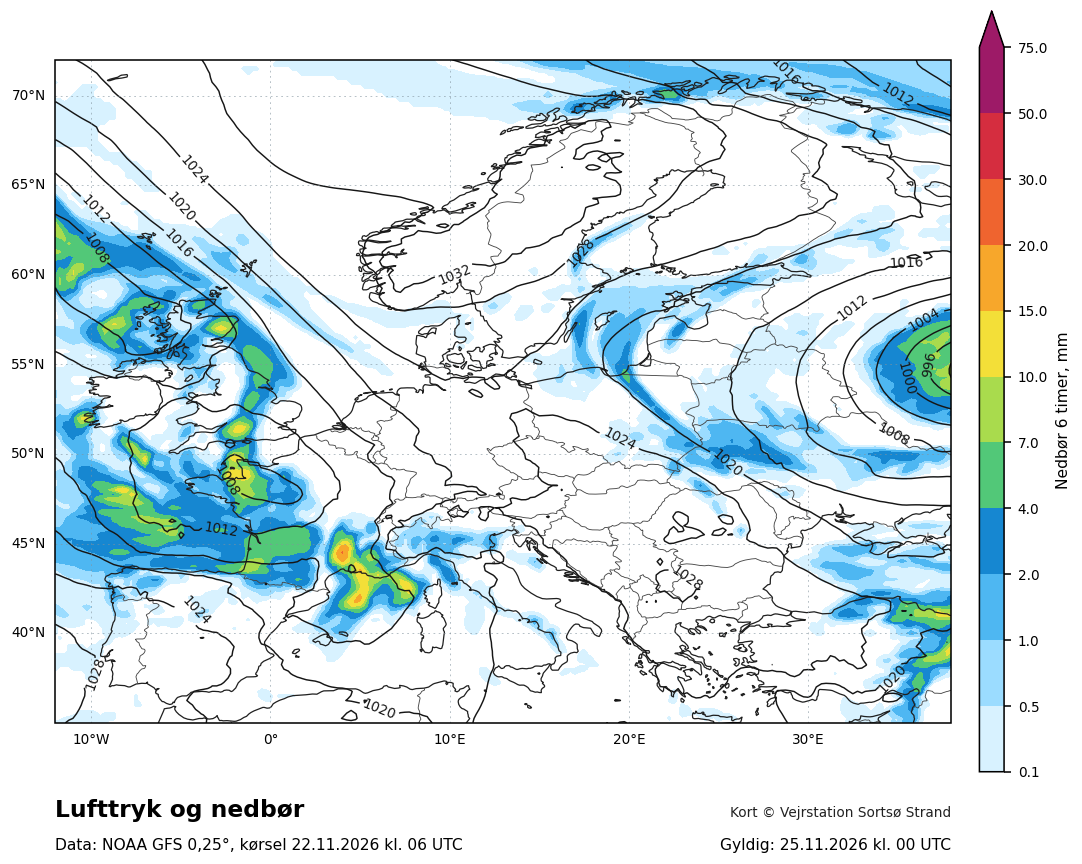 75.0
50.0
30.0
20.0
15.0
10.0
7.0
4.0
2.0
1.0
0.5
0.1
Nedbør 6 timer, mm
70°N
65°N
60°N
55°N
50°N
45°N
40°N
10°W
0°
10°E
20°E
30°E
1016
1012
1024
1020
1012
1016
1008
1028
1032
1016
1012
1004
996
1000
1024
1020
1008
1008
1012
1028
1024
1028
1020
1020
Lufttryk og nedbør
Kort © Vejrstation Sortsø Strand
Data: NOAA GFS 0,25°, kørsel 22.11.2026 kl. 06 UTC
Gyldig: 25.11.2026 kl. 00 UTC